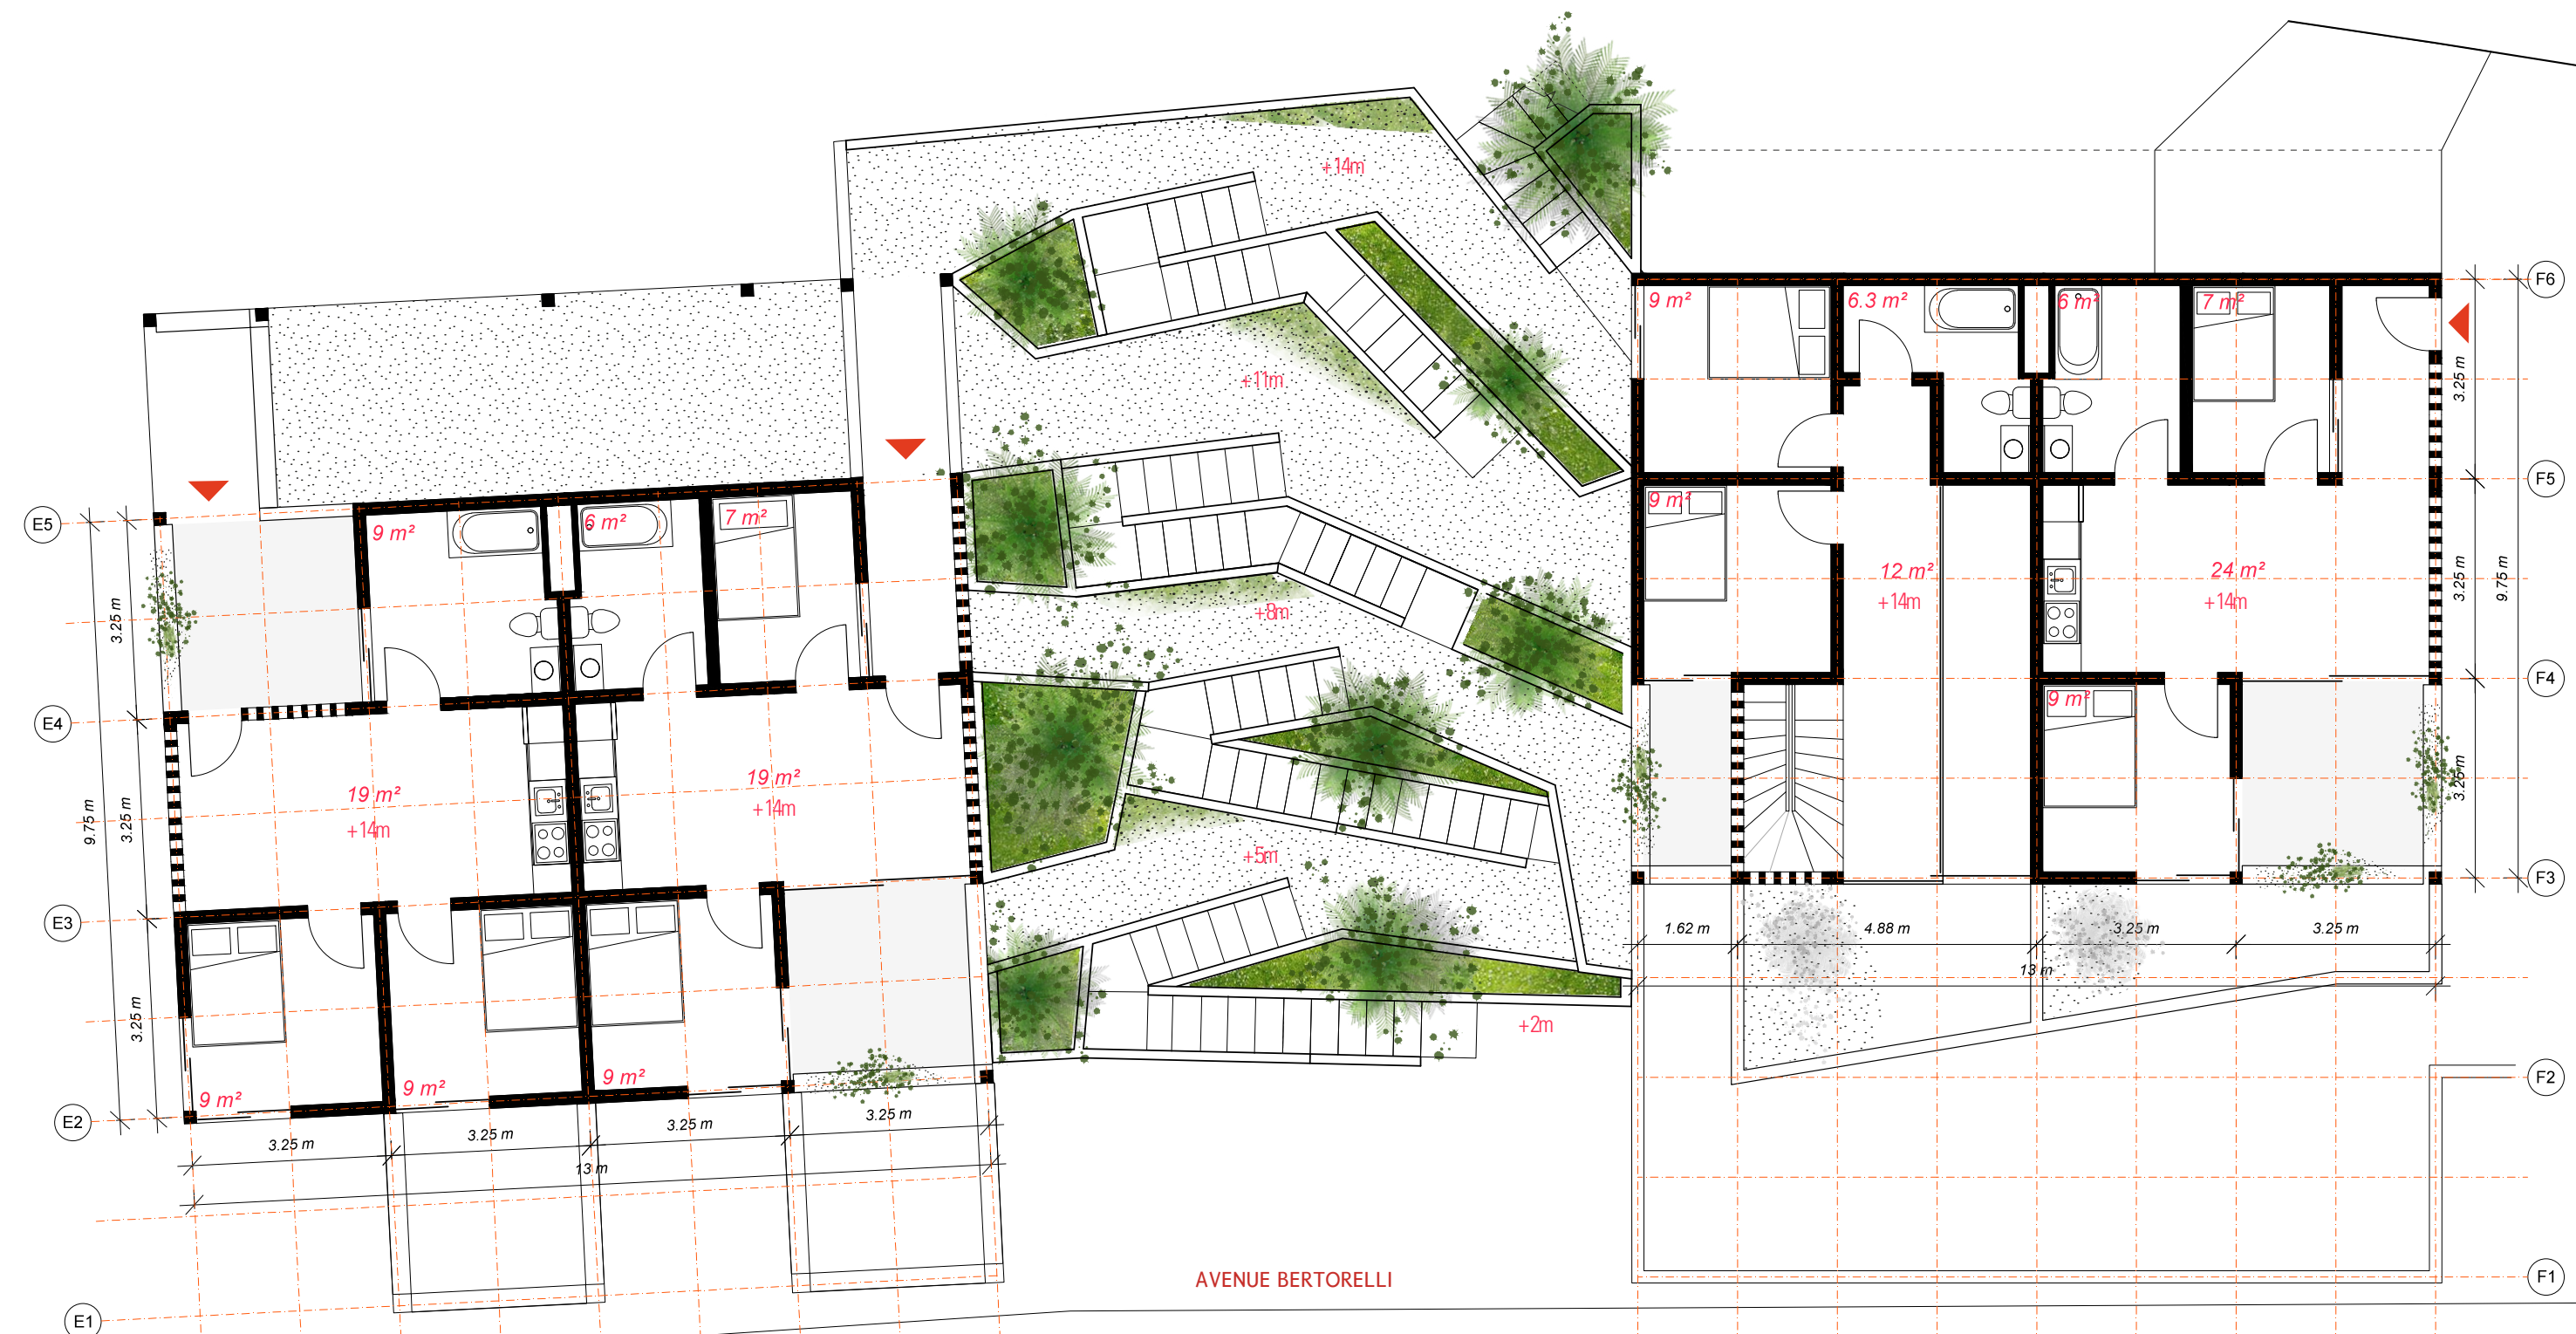 +14m
+11m
+8m
+5m
+2m
E5
E4
E3
E2
E1
3.25 m
3.25 m
3.25 m
9.75 m
9 m²
6 m²
7 m²
19 m²
+14m
19 m²
+14m
9 m²
9 m²
9 m²
3.25 m
3.25 m
3.25 m
3.25 m
13 m
9 m²
6.3 m²
6 m²
7 m²
9 m²
12 m²
+14m
24 m²
+14m
9 m²
3.25 m
3.25 m
3.25 m
9.75 m
1.62 m
4.88 m
3.25 m
3.25 m
13 m
F6
F5
F4
F3
F2
F1
AVENUE BERTORELLI